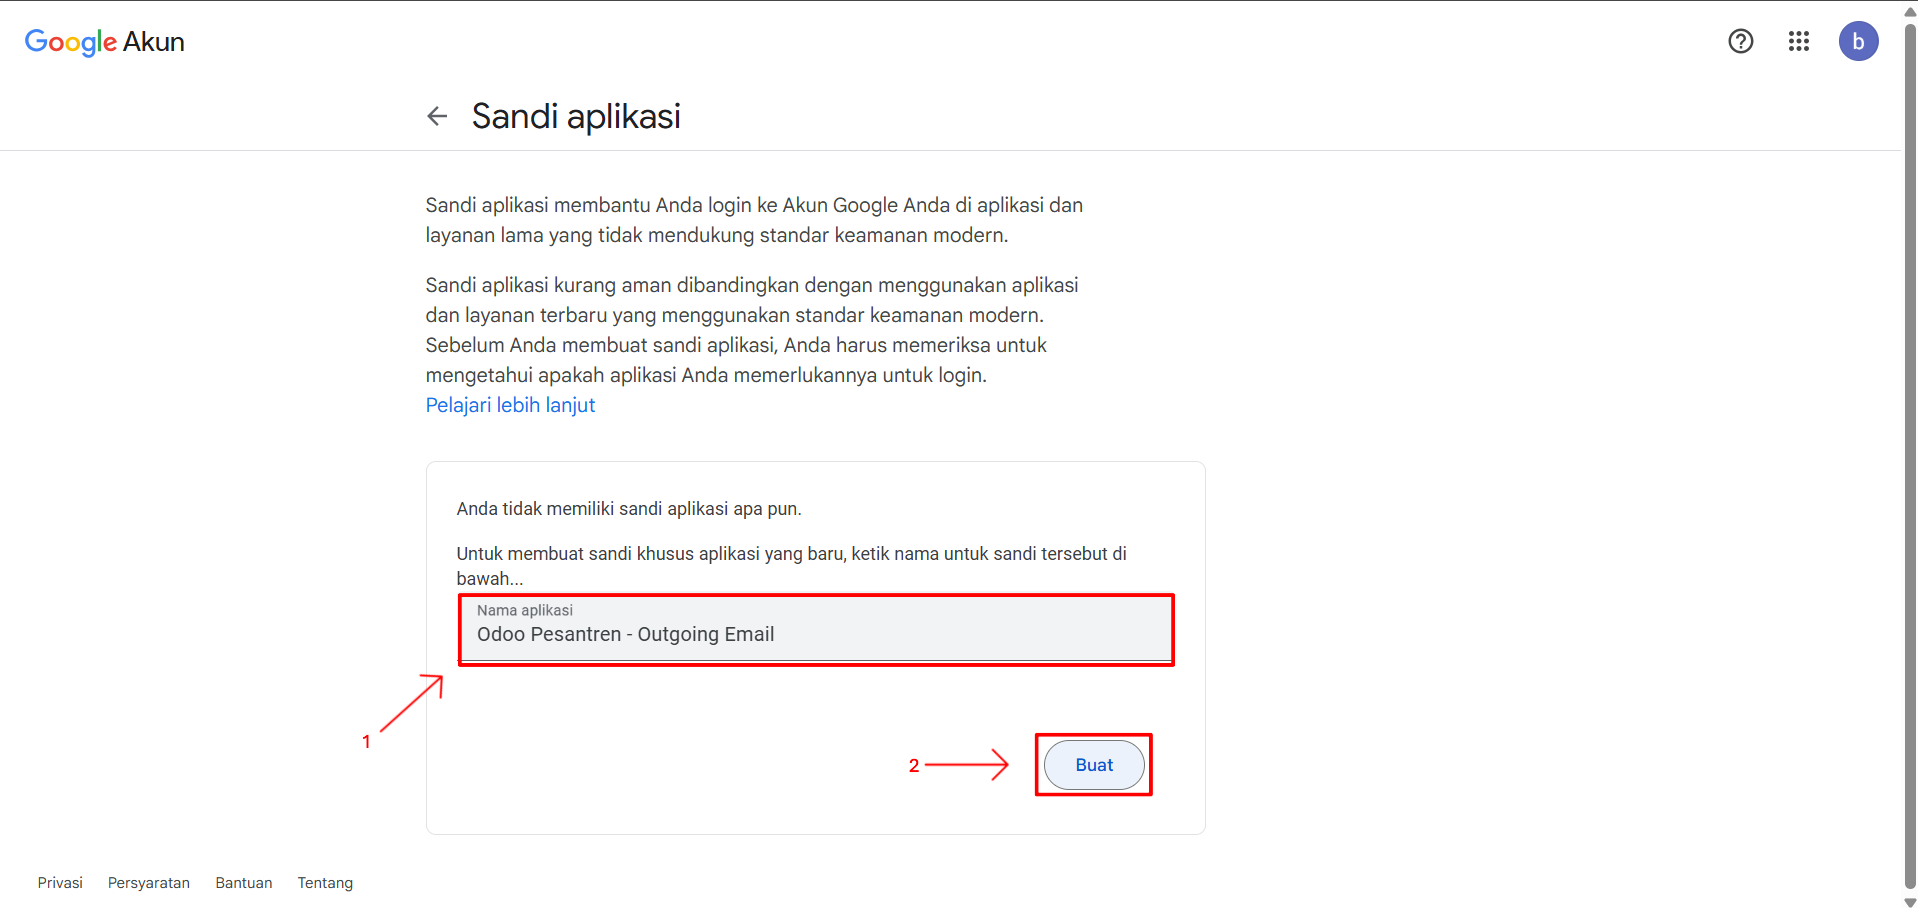 Google Akun
b
Sandi aplikasi
Sandi aplikasi membantu Anda login ke Akun Google Anda di aplikasi dan
layanan lama yang tidak mendukung standar keamanan modern.
Sandi aplikasi kurang aman dibandingkan dengan menggunakan aplikasi
dan layanan terbaru yang menggunakan standar keamanan modern.
Sebelum Anda membuat sandi aplikasi, Anda harus memeriksa untuk
mengetahui apakah aplikasi Anda memerlukannya untuk login.
Pelajari lebih lanjut
Anda tidak memiliki sandi aplikasi apa pun.
Untuk membuat sandi khusus aplikasi yang baru, ketik nama untuk sandi tersebut di
bawah...
Nama aplikasi
Odoo Pesantren - Outgoing Email
1
2
Buat
Privasi Persyaratan Bantuan Tentang